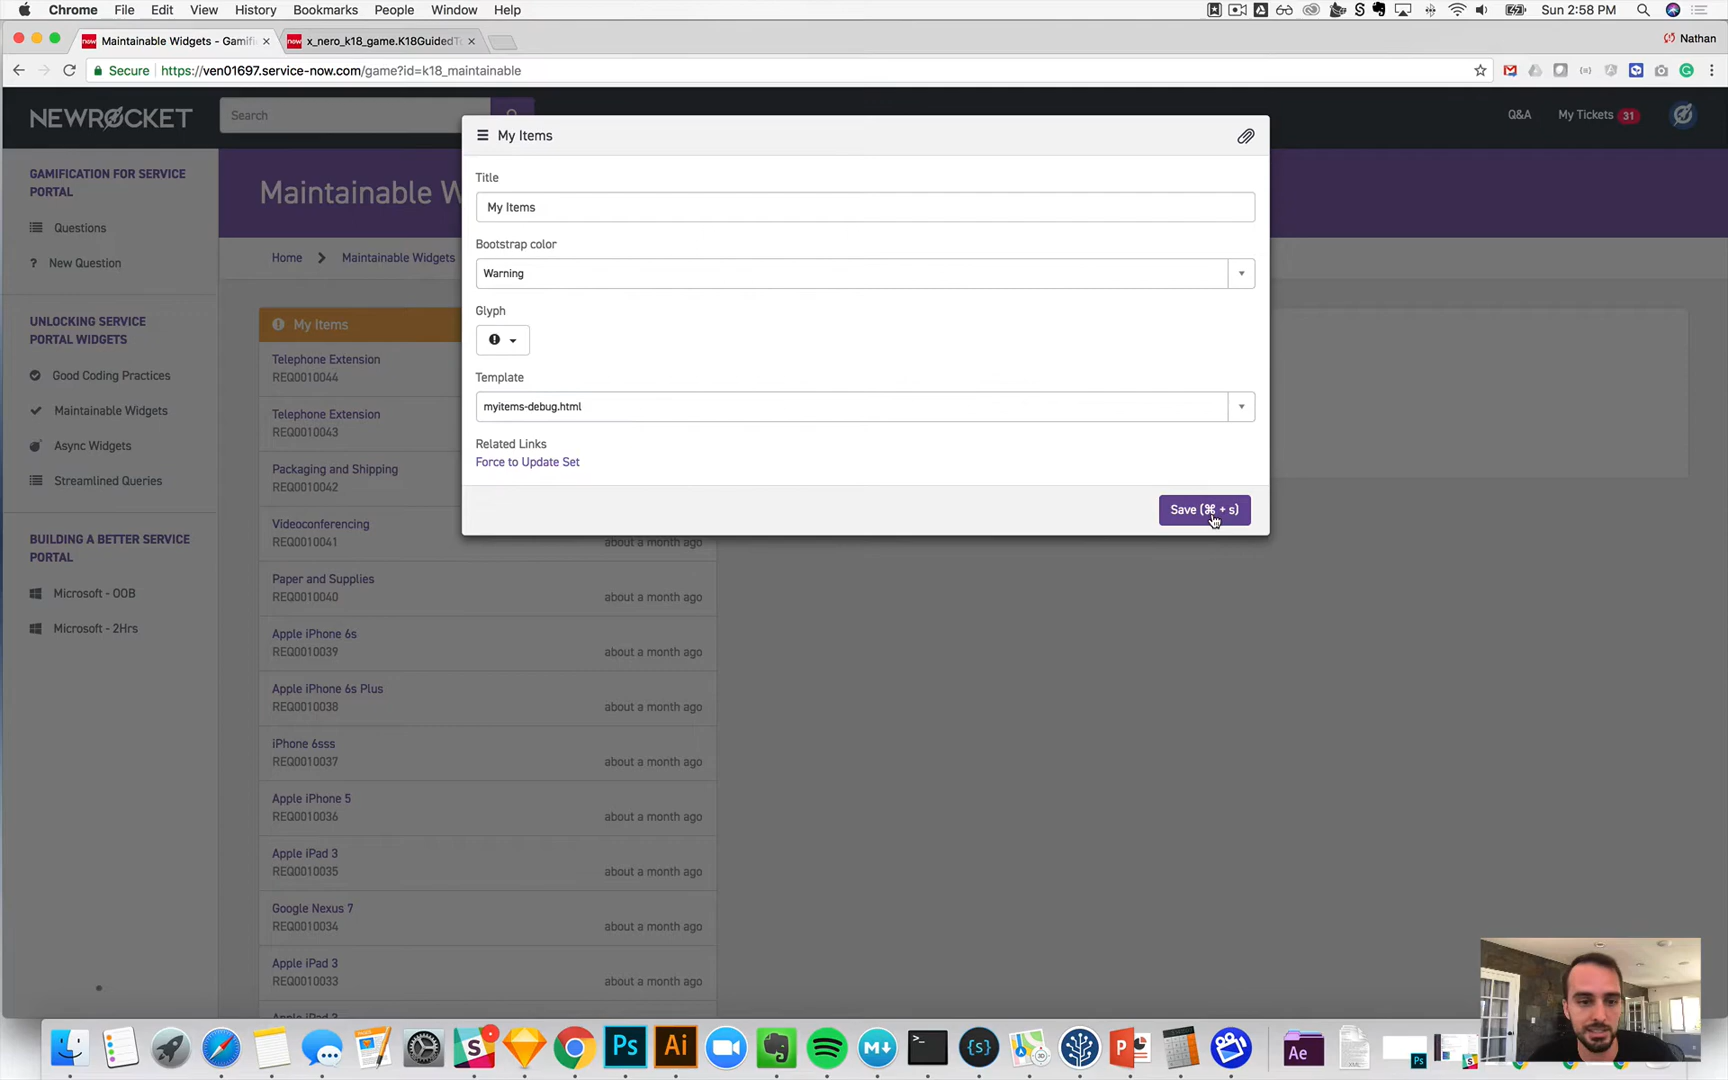 Chrome File Edit View History Bookmarks People Window Help Sun 2:58 PM
Maintainable Widgets - Gamifi x_nero_k18_game.K18GuidedT Nathan
Secure https://ven01697.service-now.com/game?id=k18_maintainable
NEWROCKET Search Q&A My Tickets 31
My Items
GAMIFICATION FOR SERVICE
PORTAL
Questions
? New Question
UNLOCKING SERVICE
PORTAL WIDGETS
Good Coding Practices
Maintainable Widgets
Async Widgets
Streamlined Queries
BUILDING A BETTER SERVICE
PORTAL
Microsoft - OOB
Microsoft - 2Hrs
Maintainable W
Home Maintainable Widgets
Title
My Items
Bootstrap color
Warning
Glyph
Template
myitems-debug.html
Related Links
Force to Update Set
Save (⌘ + s)
My Items
Telephone Extension
REQ0010044
Telephone Extension
REQ0010043
Packaging and Shipping
REQ0010042
Videoconferencing
REQ0010041 about a month ago
Paper and Supplies
REQ0010040 about a month ago
Apple iPhone 6s
REQ0010039 about a month ago
Apple iPhone 6s Plus
REQ0010038 about a month ago
iPhone 6sss
REQ0010037 about a month ago
Apple iPhone 5
REQ0010036 about a month ago
Apple iPad 3
REQ0010035 about a month ago
Google Nexus 7
REQ0010034 about a month ago
Apple iPad 3
REQ0010033 about a month ago
Ps Ai M {s} 3D Ae Ps